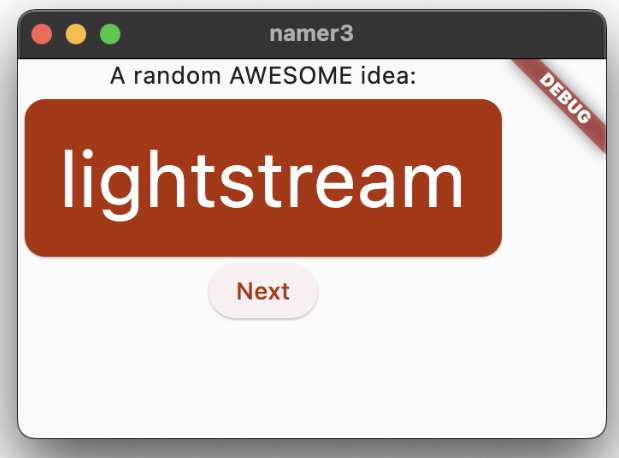 namer3
A random AWESOME idea:
DEBUG
lightstream
Next